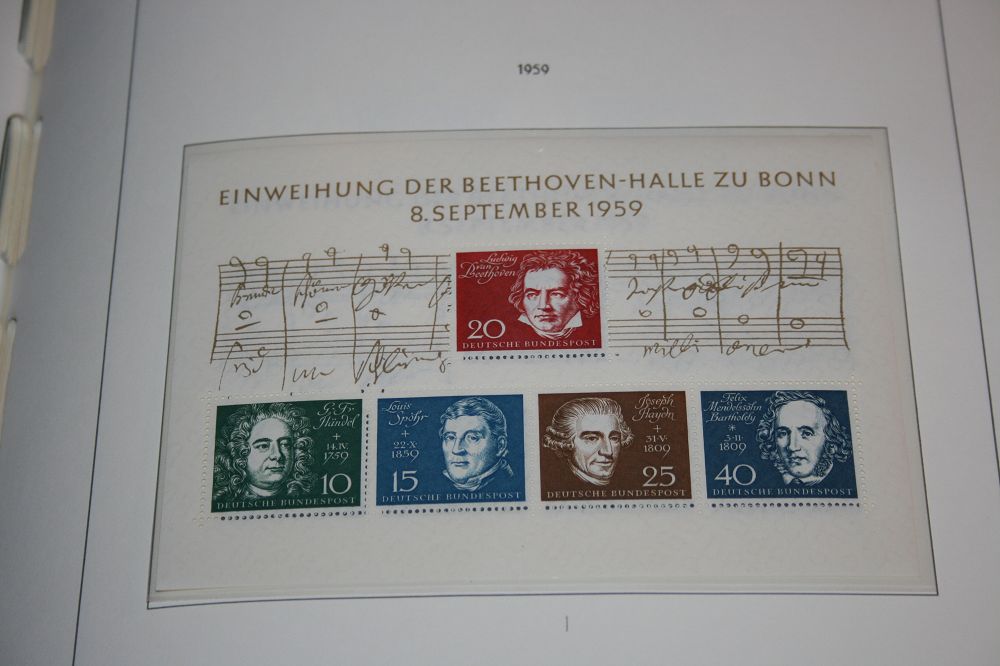 1959
EINWEIHUNG DER BEETHOVEN-HALLE ZU BONN
8. SEPTEMBER 1959
Ludwig
van
Beethoven
20
DEUTSCHE BUNDESPOST
G. Fr.
Händel
+
14.IV.
1759
10
DEUTSCHE BUNDESPOST
Louis
Spohr
+
22·X·
1859
15
DEUTSCHE BUNDESPOST
Joseph
Haydn
+
31·V·
1809
25
DEUTSCHE BUNDESPOST
Felix
Mendelssohn
Bartholdy
*
3·II·
1809
40
DEUTSCHE BUNDESPOST